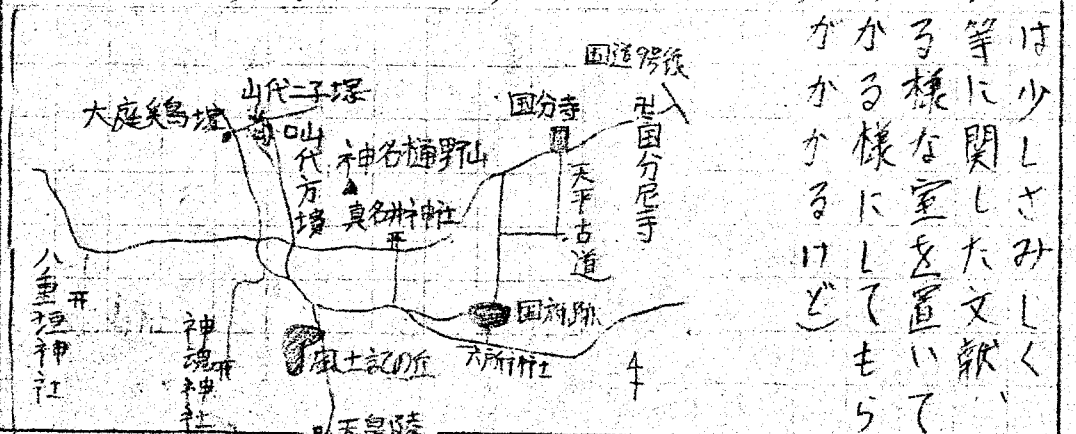 は少しさみしく
等に関した文献、
る様な室を置いて
かる様にしてもら
がかかるけど）
国道9号線
山代二子塚
大庭鶏塚
山代方墳
神名樋野山
真名井神社
国分寺
卍国分尼寺
天平古道
八重垣神社
神魂神社
風土記の丘
国府跡
六所神社
天皇陵